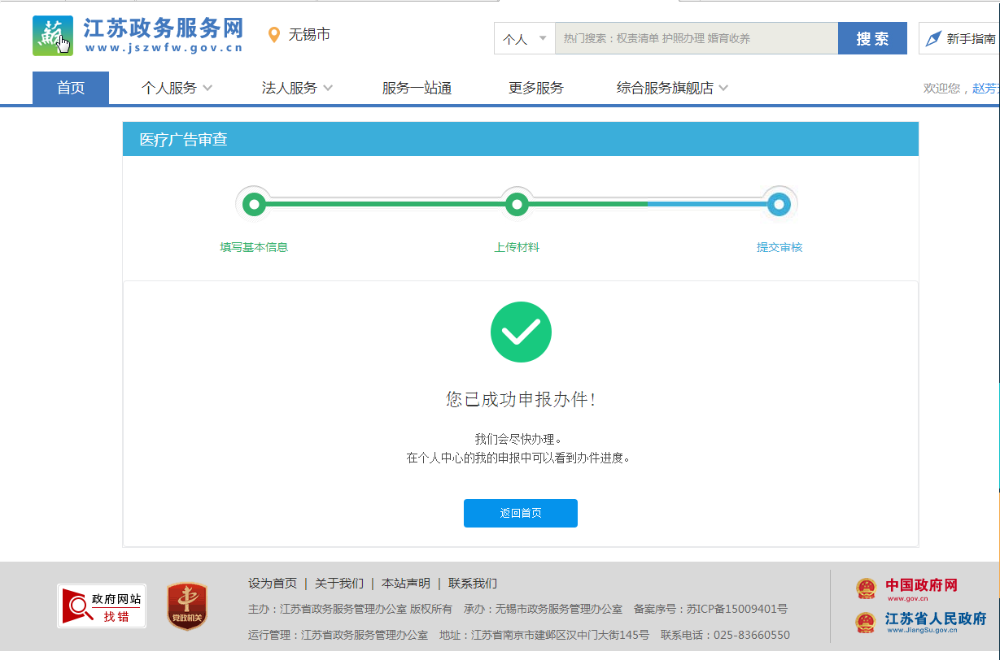 蘇
江苏政务服务网
www.jszwfw.gov.cn
无锡市
个人
热门搜索：权责清单 护照办理 婚育收养
搜 索
新手指南
首页
个人服务
法人服务
服务一站通
更多服务
综合服务旗舰店
欢迎您，赵芳
医疗广告审查
填写基本信息
上传材料
提交审核
您已成功申报办件!
我们会尽快办理。
在个人中心的我的申报中可以看到办件进度。
返回首页
政府网站
找错
党政机关
设为首页 | 关于我们 | 本站声明 | 联系我们
主办：江苏省政务服务管理办公室 版权所有 承办：无锡市政务服务管理办公室 备案序号：苏ICP备15009401号
运行管理：江苏省政务服务管理办公室 地址：江苏省南京市建邺区汉中门大街145号 联系电话：025-83660550
中国政府网
www.gov.cn
江苏省人民政府
www.JiangSu.gov.cn